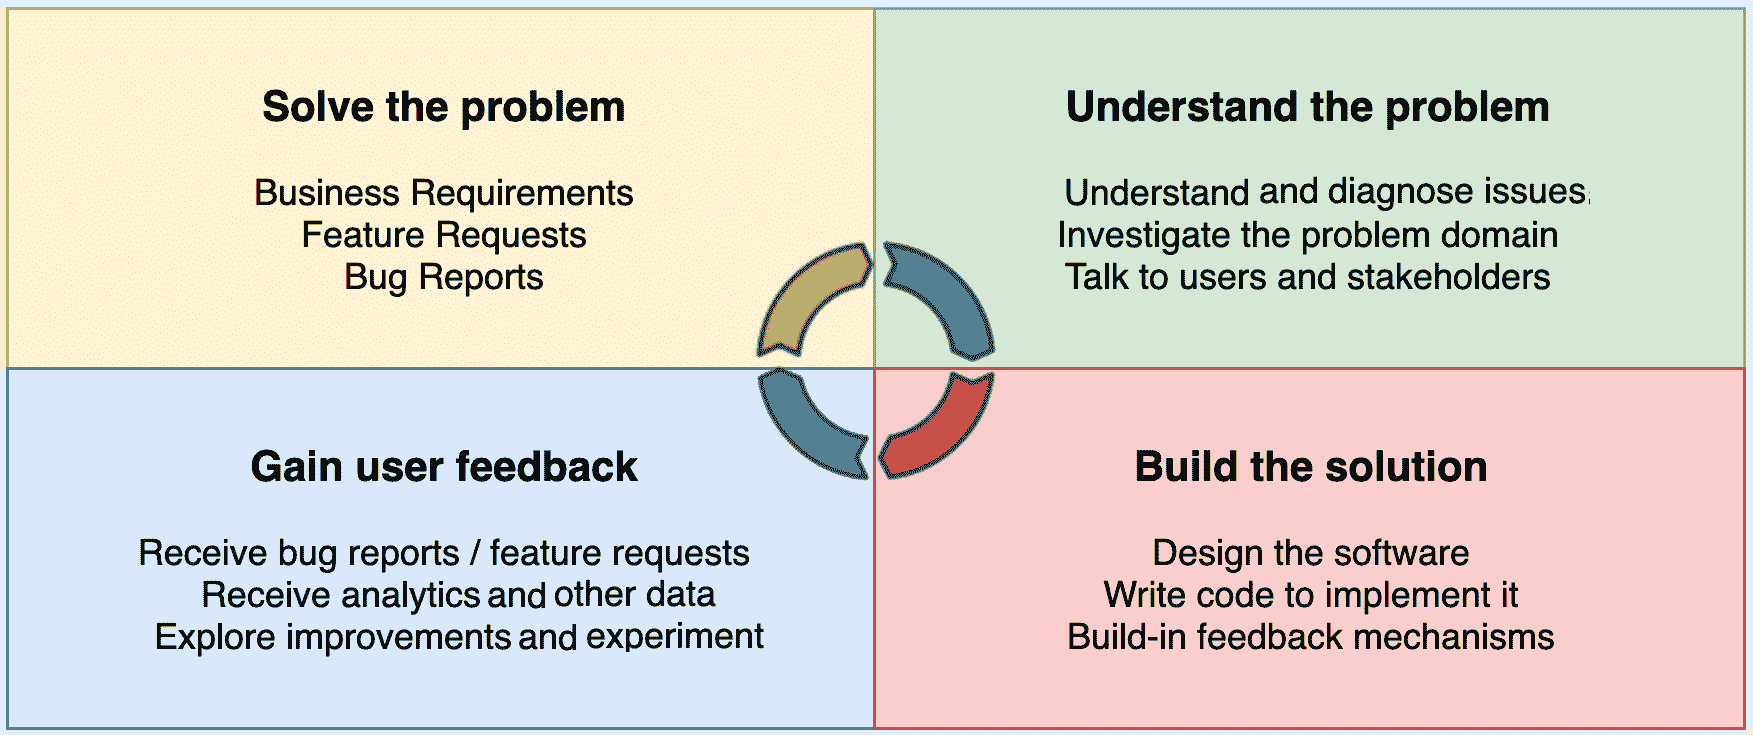 Solve the problem
Business Requirements
Feature Requests
Bug Reports
Understand the problem
Understand and diagnose issues
Investigate the problem domain
Talk to users and stakeholders
Gain user feedback
Receive bug reports / feature requests
Receive analytics and other data
Explore improvements and experiment
Build the solution
Design the software
Write code to implement it
Build-in feedback mechanisms